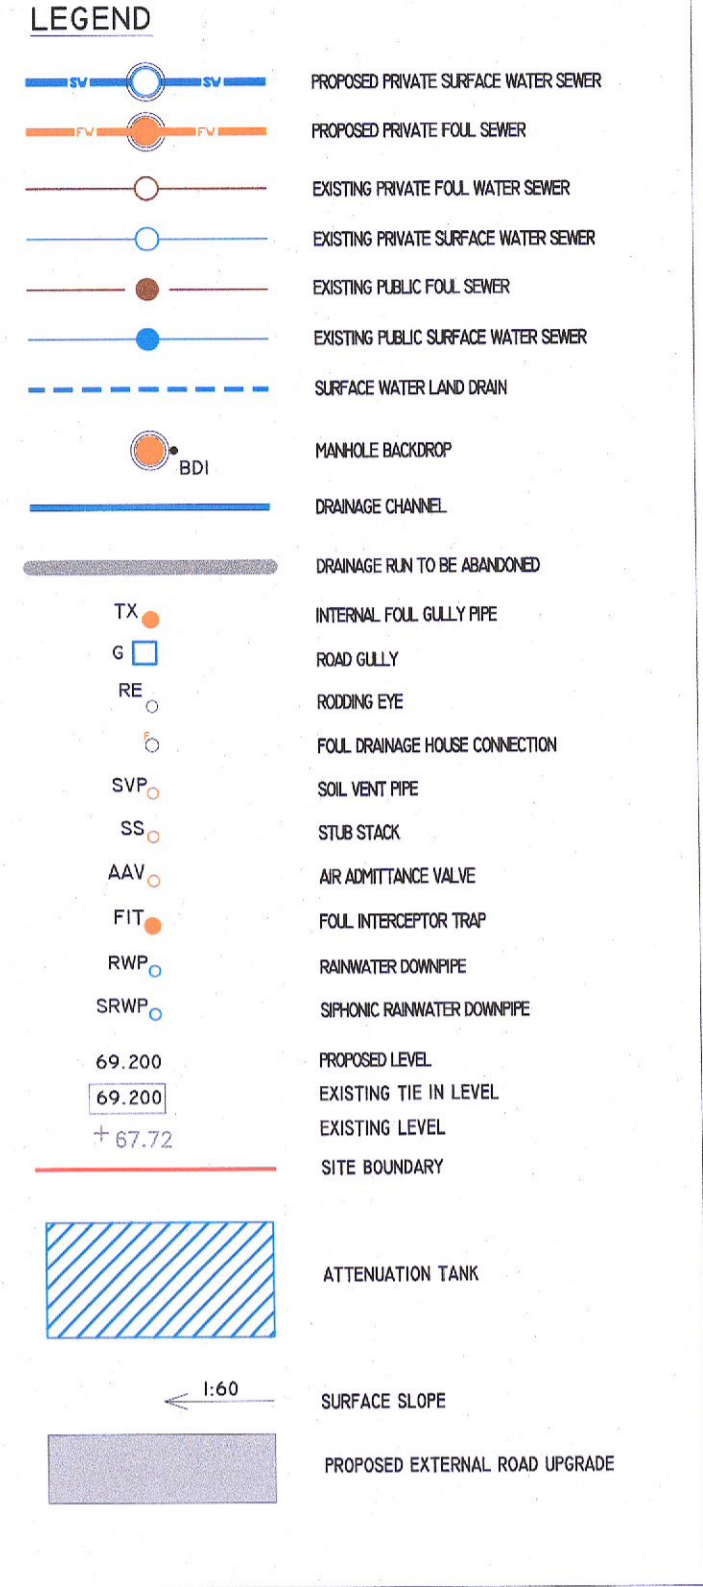 LEGEND
SW SW PROPOSED PRIVATE SURFACE WATER SEWER
FW FW PROPOSED PRIVATE FOUL SEWER
EXISTING PRIVATE FOUL WATER SEWER
EXISTING PRIVATE SURFACE WATER SEWER
EXISTING PUBLIC FOUL SEWER
EXISTING PUBLIC SURFACE WATER SEWER
SURFACE WATER LAND DRAIN
MANHOLE BACKDROP
BDI
DRAINAGE CHANNEL
DRAINAGE RUN TO BE ABANDONED
TX INTERNAL FOUL GULLY PIPE
G ROAD GULLY
RE RODDING EYE
F FOUL DRAINAGE HOUSE CONNECTION
SVP SOIL VENT PIPE
SS STUB STACK
AAV AIR ADMITTANCE VALVE
FIT FOUL INTERCEPTOR TRAP
RWP RAINWATER DOWNPIPE
SRWP SIPHONIC RAINWATER DOWNPIPE
69.200 PROPOSED LEVEL
69.200 EXISTING TIE IN LEVEL
+67.72 EXISTING LEVEL
SITE BOUNDARY
ATTENUATION TANK
1:60 SURFACE SLOPE
PROPOSED EXTERNAL ROAD UPGRADE